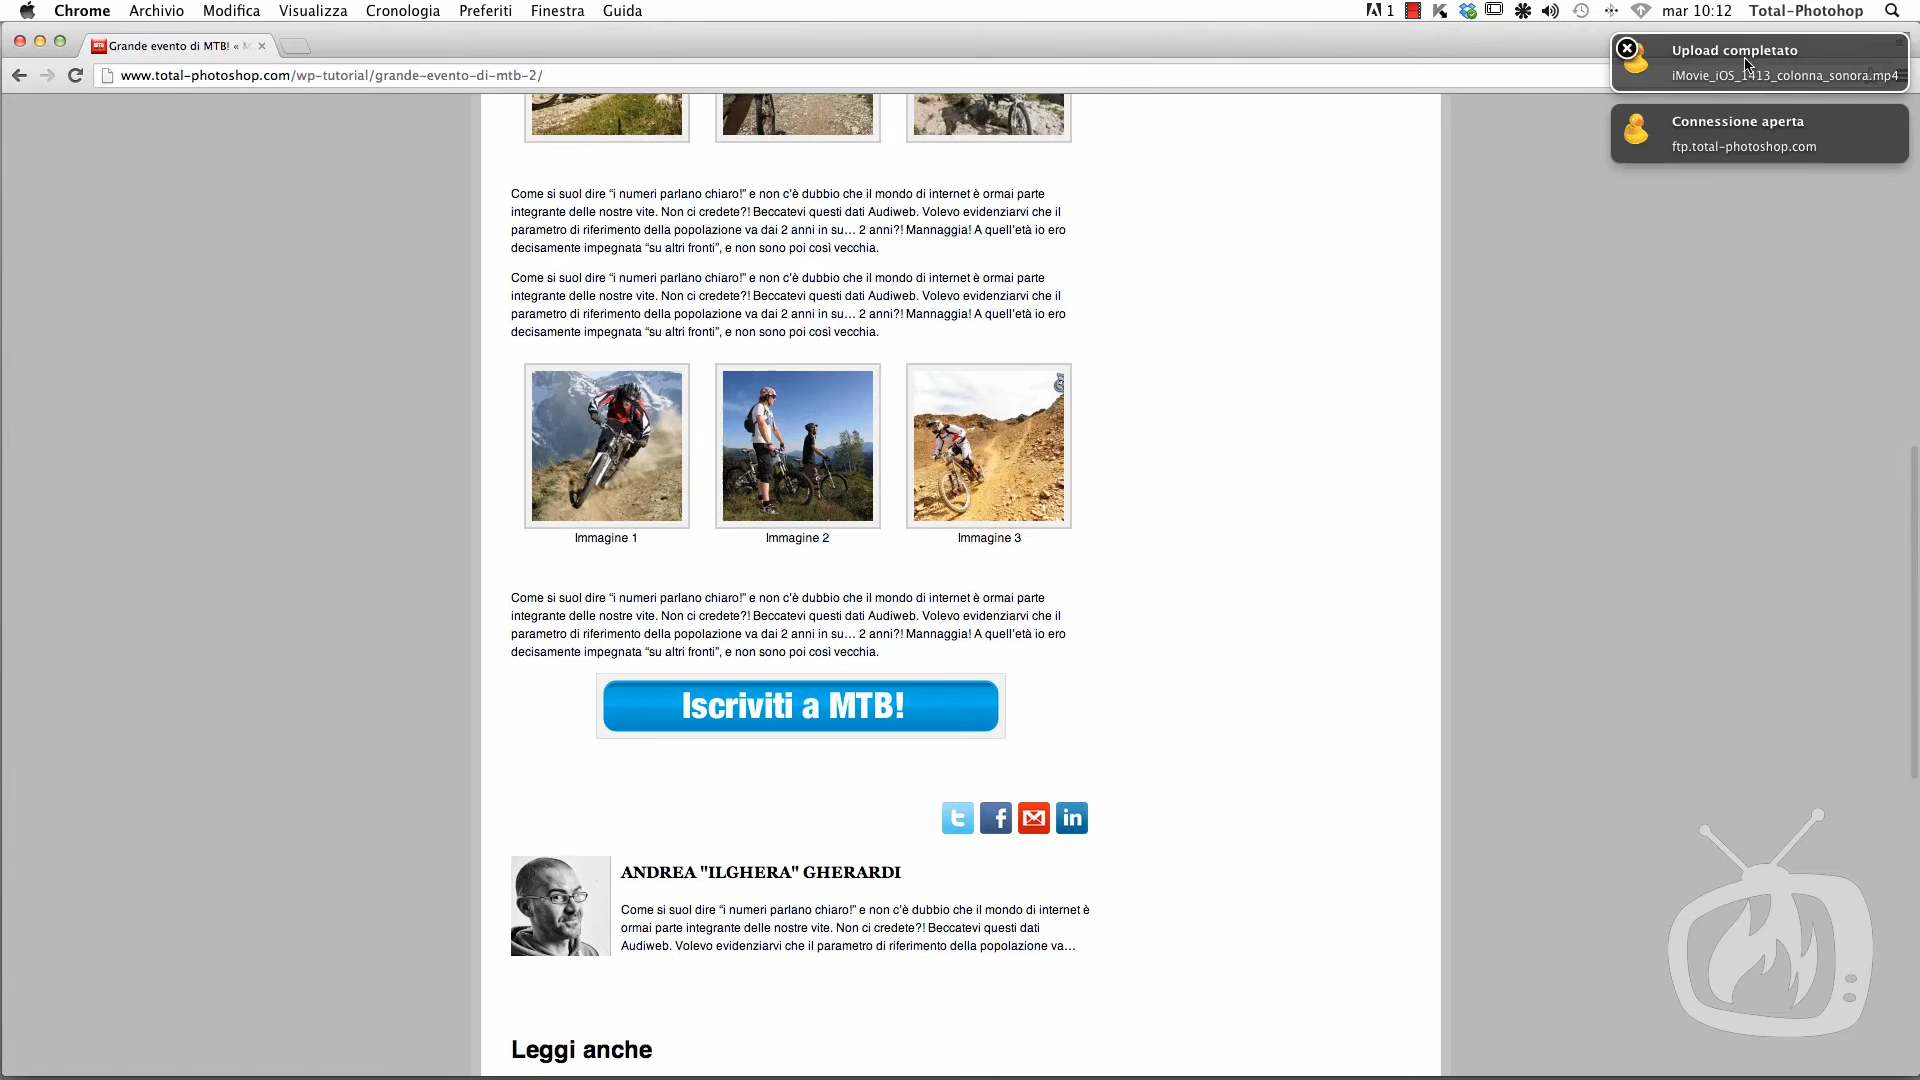 Chrome Archivio Modifica Visualizza Cronologia Preferiti Finestra Guida
1
mar 10:12 Total-Photohop
Grande evento di MTB! «
www.total-photoshop.com/wp-tutorial/grande-evento-di-mtb-2/
Upload completato
iMovie_iOS_1413_colonna_sonora.mp4
Connessione aperta
ftp.total-photoshop.com
Come si suol dire “i numeri parlano chiaro!” e non c’è dubbio che il mondo di internet è ormai parte
integrante delle nostre vite. Non ci credete?! Beccatevi questi dati Audiweb. Volevo evidenziarvi che il
parametro di riferimento della popolazione va dai 2 anni in su… 2 anni?! Mannaggia! A quell’età io ero
decisamente impegnata “su altri fronti”, e non sono poi così vecchia.
Come si suol dire “i numeri parlano chiaro!” e non c’è dubbio che il mondo di internet è ormai parte
integrante delle nostre vite. Non ci credete?! Beccatevi questi dati Audiweb. Volevo evidenziarvi che il
parametro di riferimento della popolazione va dai 2 anni in su… 2 anni?! Mannaggia! A quell’età io ero
decisamente impegnata “su altri fronti”, e non sono poi così vecchia.
Immagine 1 Immagine 2 Immagine 3
Come si suol dire “i numeri parlano chiaro!” e non c’è dubbio che il mondo di internet è ormai parte
integrante delle nostre vite. Non ci credete?! Beccatevi questi dati Audiweb. Volevo evidenziarvi che il
parametro di riferimento della popolazione va dai 2 anni in su… 2 anni?! Mannaggia! A quell’età io ero
decisamente impegnata “su altri fronti”, e non sono poi così vecchia.
Iscriviti a MTB!
ANDREA "ILGHERA" GHERARDI
Come si suol dire “i numeri parlano chiaro!” e non c’è dubbio che il mondo di internet è
ormai parte integrante delle nostre vite. Non ci credete?! Beccatevi questi dati
Audiweb. Volevo evidenziarvi che il parametro di riferimento della popolazione va…
Leggi anche